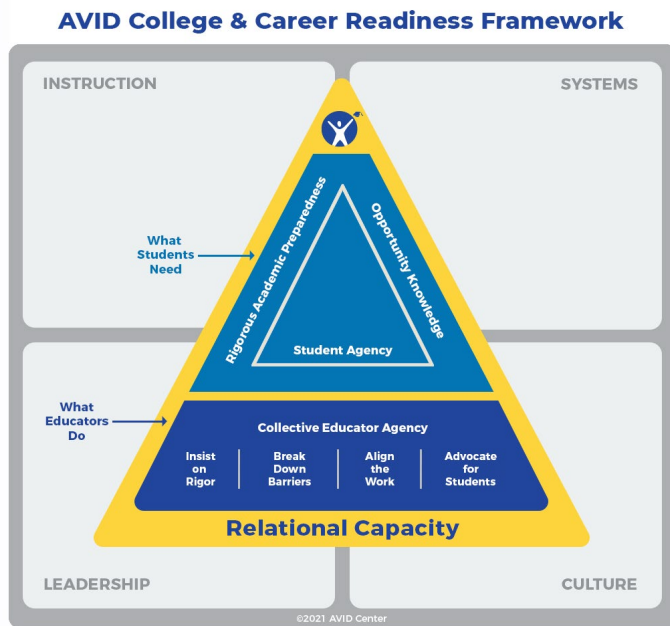 AVID College & Career Readiness Framework
INSTRUCTION
SYSTEMS
What
Students
Need
Rigorous Academic Preparedness
Opportunity Knowledge
Student Agency
What
Educators
Do
Collective Educator Agency
Insist
on
Rigor
Break
Down
Barriers
Align
the
Work
Advocate
for
Students
Relational Capacity
LEADERSHIP
CULTURE
©2021 AVID Center